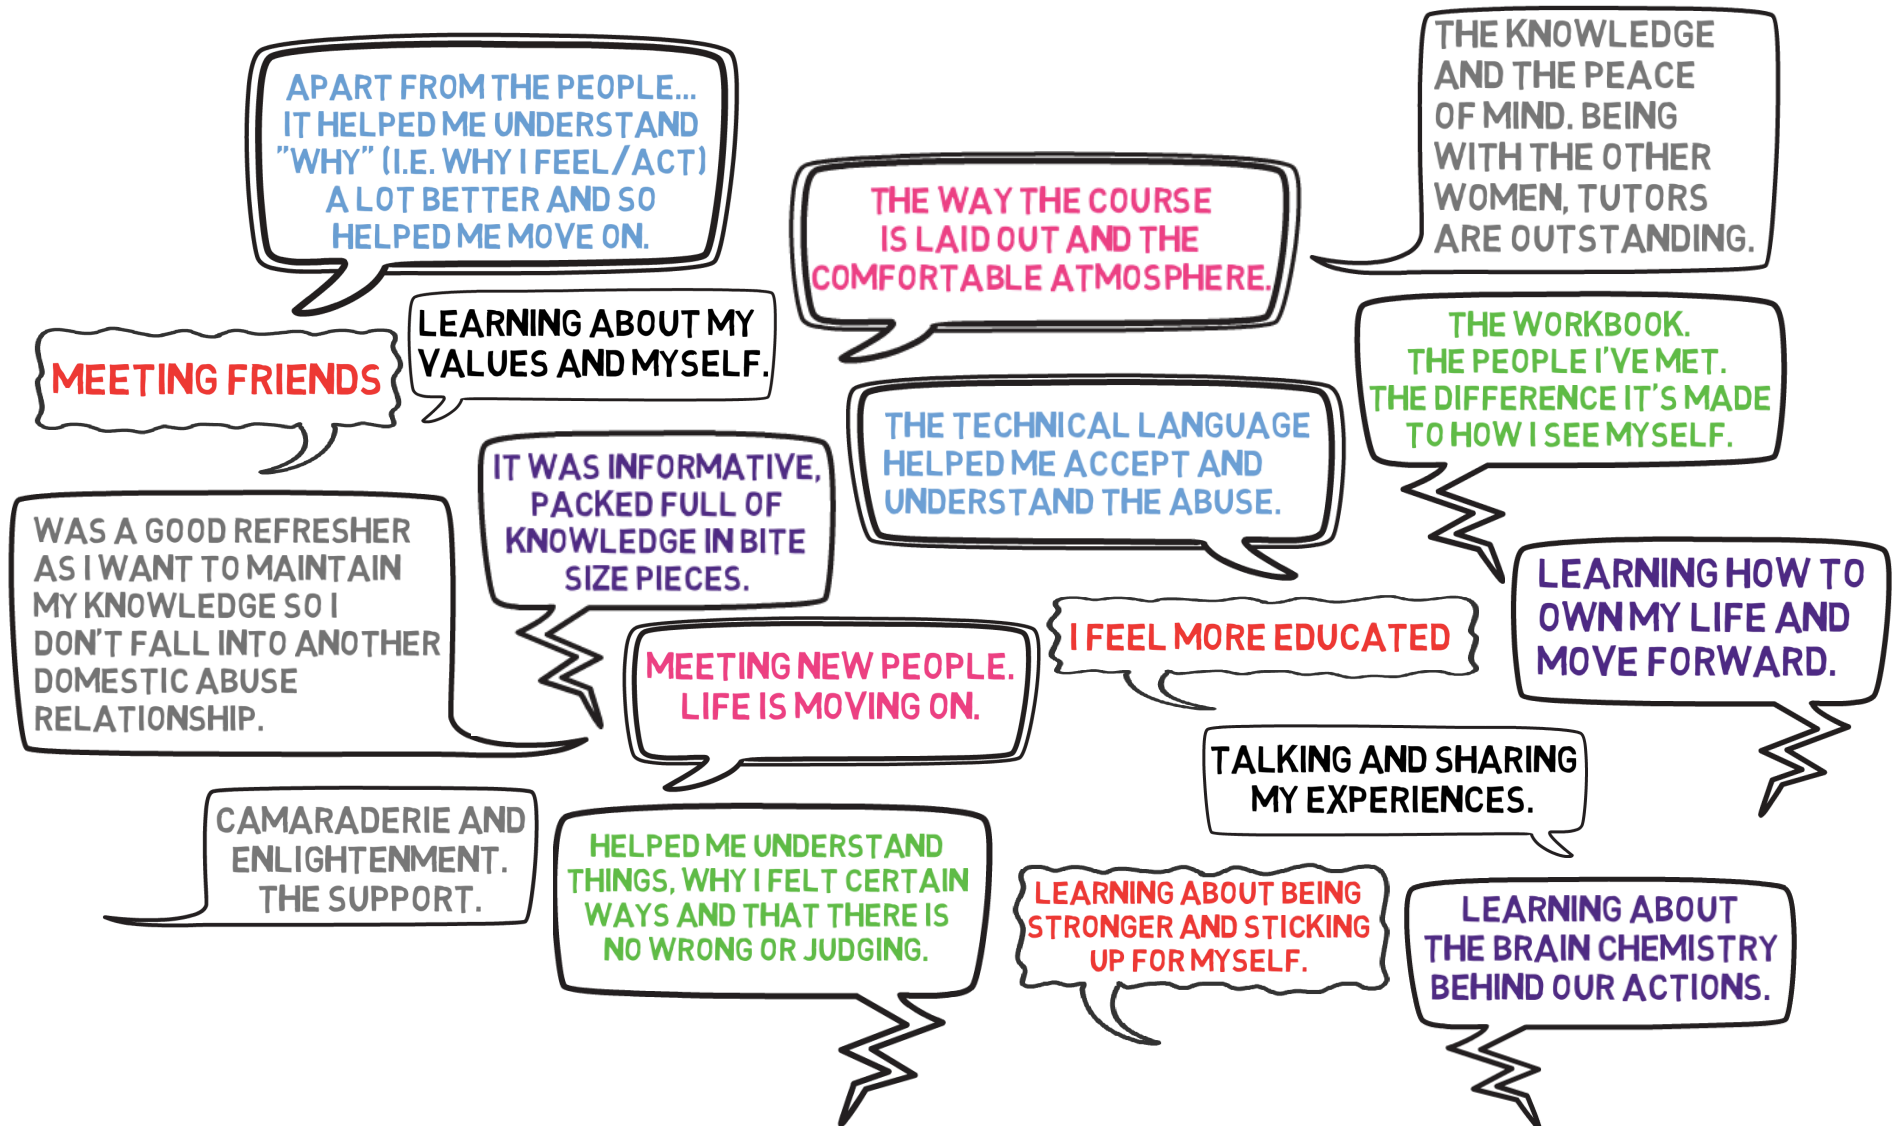 APART FROM THE PEOPLE...
IT HELPED ME UNDERSTAND
"WHY" (I.E. WHY I FEEL/ACT)
A LOT BETTER AND SO
HELPED ME MOVE ON.
THE WAY THE COURSE
IS LAID OUT AND THE
COMFORTABLE ATMOSPHERE.
THE KNOWLEDGE
AND THE PEACE
OF MIND. BEING
WITH THE OTHER
WOMEN, TUTORS
ARE OUTSTANDING.
MEETING FRIENDS
LEARNING ABOUT MY
VALUES AND MYSELF.
THE WORKBOOK.
THE PEOPLE I'VE MET.
THE DIFFERENCE IT'S MADE
TO HOW I SEE MYSELF.
THE TECHNICAL LANGUAGE
HELPED ME ACCEPT AND
UNDERSTAND THE ABUSE.
IT WAS INFORMATIVE,
PACKED FULL OF
KNOWLEDGE IN BITE
SIZE PIECES.
WAS A GOOD REFRESHER
AS I WANT TO MAINTAIN
MY KNOWLEDGE SO I
DON'T FALL INTO ANOTHER
DOMESTIC ABUSE
RELATIONSHIP.
LEARNING HOW TO
OWN MY LIFE AND
MOVE FORWARD.
I FEEL MORE EDUCATED
MEETING NEW PEOPLE.
LIFE IS MOVING ON.
TALKING AND SHARING
MY EXPERIENCES.
CAMARADERIE AND
ENLIGHTENMENT.
THE SUPPORT.
HELPED ME UNDERSTAND
THINGS, WHY I FELT CERTAIN
WAYS AND THAT THERE IS
NO WRONG OR JUDGING.
LEARNING ABOUT BEING
STRONGER AND STICKING
UP FOR MYSELF.
LEARNING ABOUT
THE BRAIN CHEMISTRY
BEHIND OUR ACTIONS.